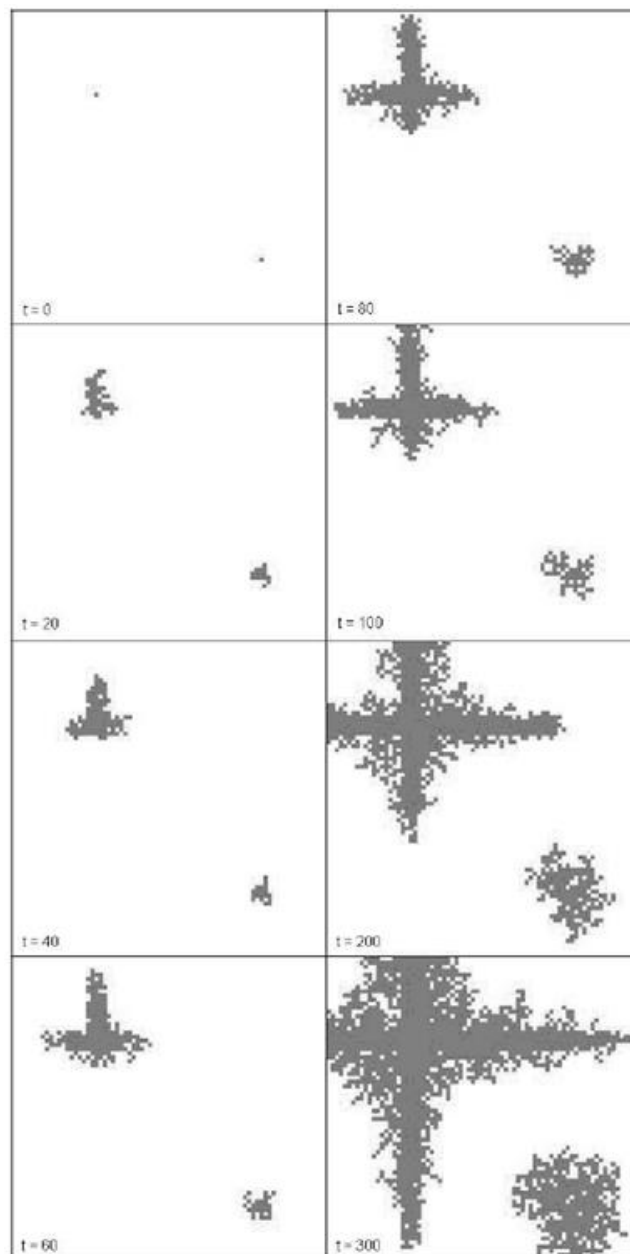 t = 0
t = 20
t = 40
t = 60
t = 80
t = 100
t = 200
t = 300